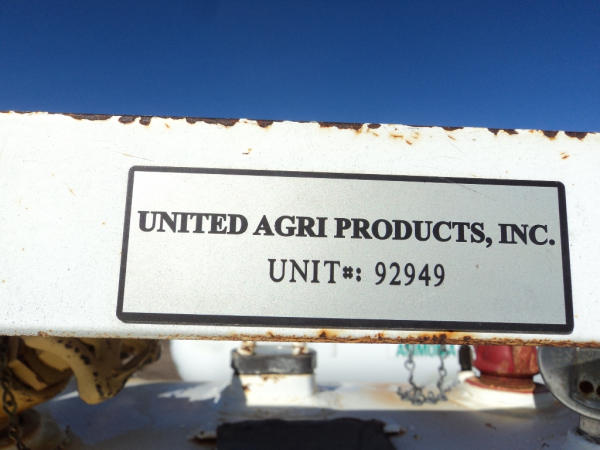 UNITED AGRI PRODUCTS, INC.
UNIT#: 92949